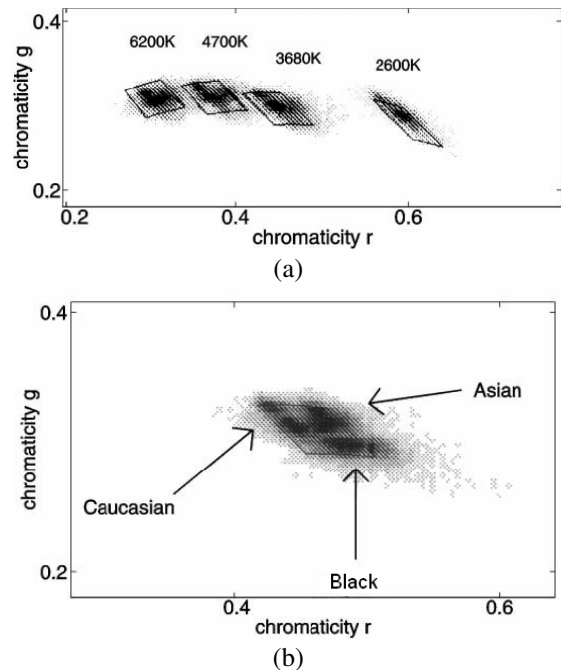 0.4
6200K 4700K 3680K 2600K
chromaticity g
0.2
0.2 0.4 0.6
chromaticity r
(a)
0.4
Asian
chromaticity g
Caucasian
Black
0.2
0.4 0.6
chromaticity r
(b)